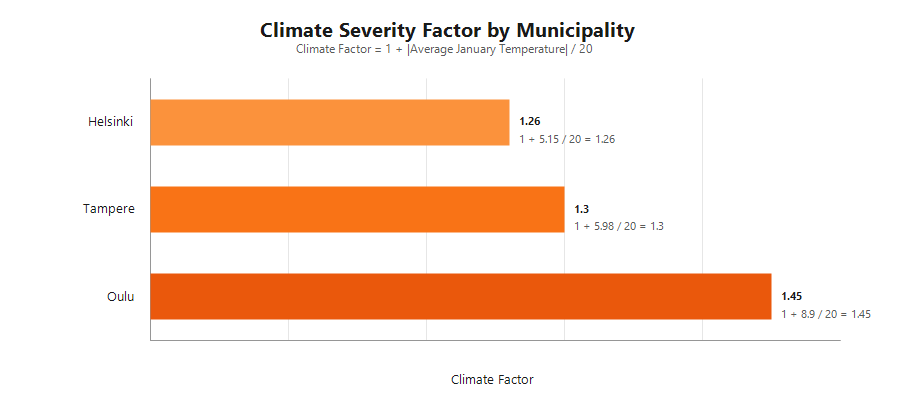 Climate Severity Factor by Municipality
Climate Factor = 1 + |Average January Temperature| / 20
Helsinki
1.26
1 + 5.15 / 20 = 1.26
Tampere
1.3
1 + 5.98 / 20 = 1.3
Oulu
1.45
1 + 8.9 / 20 = 1.45
Climate Factor